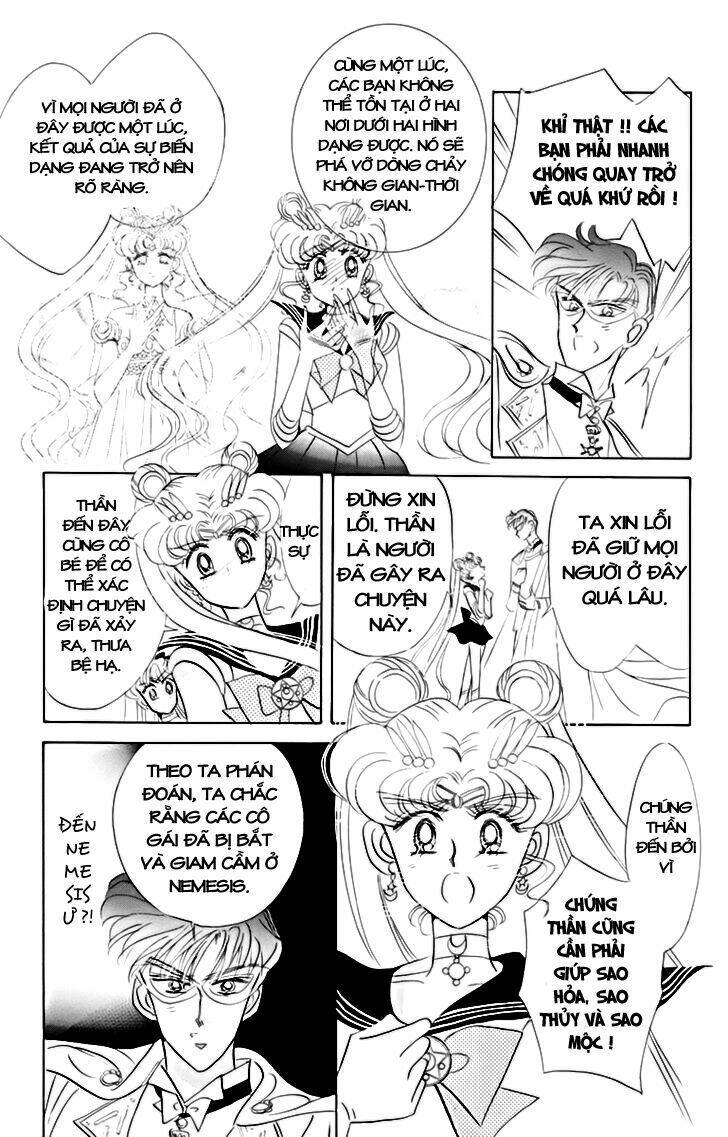 KHỈ THẬT !! CÁC
BẠN PHẢI NHANH
CHÓNG QUAY TRỞ
VỀ QUÁ KHỨ RỒI !
CÙNG MỘT LÚC,
CÁC BẠN KHÔNG
THỂ TỒN TẠI Ở HAI
NƠI DƯỚI HAI HÌNH
DẠNG ĐƯỢC. NÓ SẼ
PHÁ VỠ DÒNG CHẢY
KHÔNG GIAN-THỜI
GIAN.
VÌ MỌI NGƯỜI ĐÃ Ở
ĐÂY ĐƯỢC MỘT LÚC,
KẾT QUẢ CỦA SỰ BIẾN
DẠNG ĐANG TRỞ NÊN
RÕ RÀNG.
TA XIN LỖI
ĐÃ GIỮ MỌI
NGƯỜI Ở ĐÂY
QUÁ LÂU.
ĐỪNG XIN
LỖI. THẦN
LÀ NGƯỜI
ĐÃ GÂY RA
CHUYỆN
NÀY.
THỰC
SỰ
THẦN
ĐẾN ĐÂY
CÙNG CÔ
BÉ ĐỂ CÓ
THỂ XÁC
ĐỊNH CHUYỆN
GÌ ĐÃ XẢY
RA, THƯA
BỆ HẠ.
CHÚNG
THẦN
ĐẾN BỞI
VÌ
CHÚNG
THẦN CŨNG
CẦN PHẢI
GIÚP SAO
HỎA, SAO
THỦY VÀ SAO
MỘC !
THEO TA PHÁN
ĐOÁN, TA CHẮC
RẰNG CÁC CÔ
GÁI ĐÃ BỊ BẮT
VÀ GIAM CẦM Ở
NEMESIS.
ĐẾN
NE
ME
SIS
Ư ?!